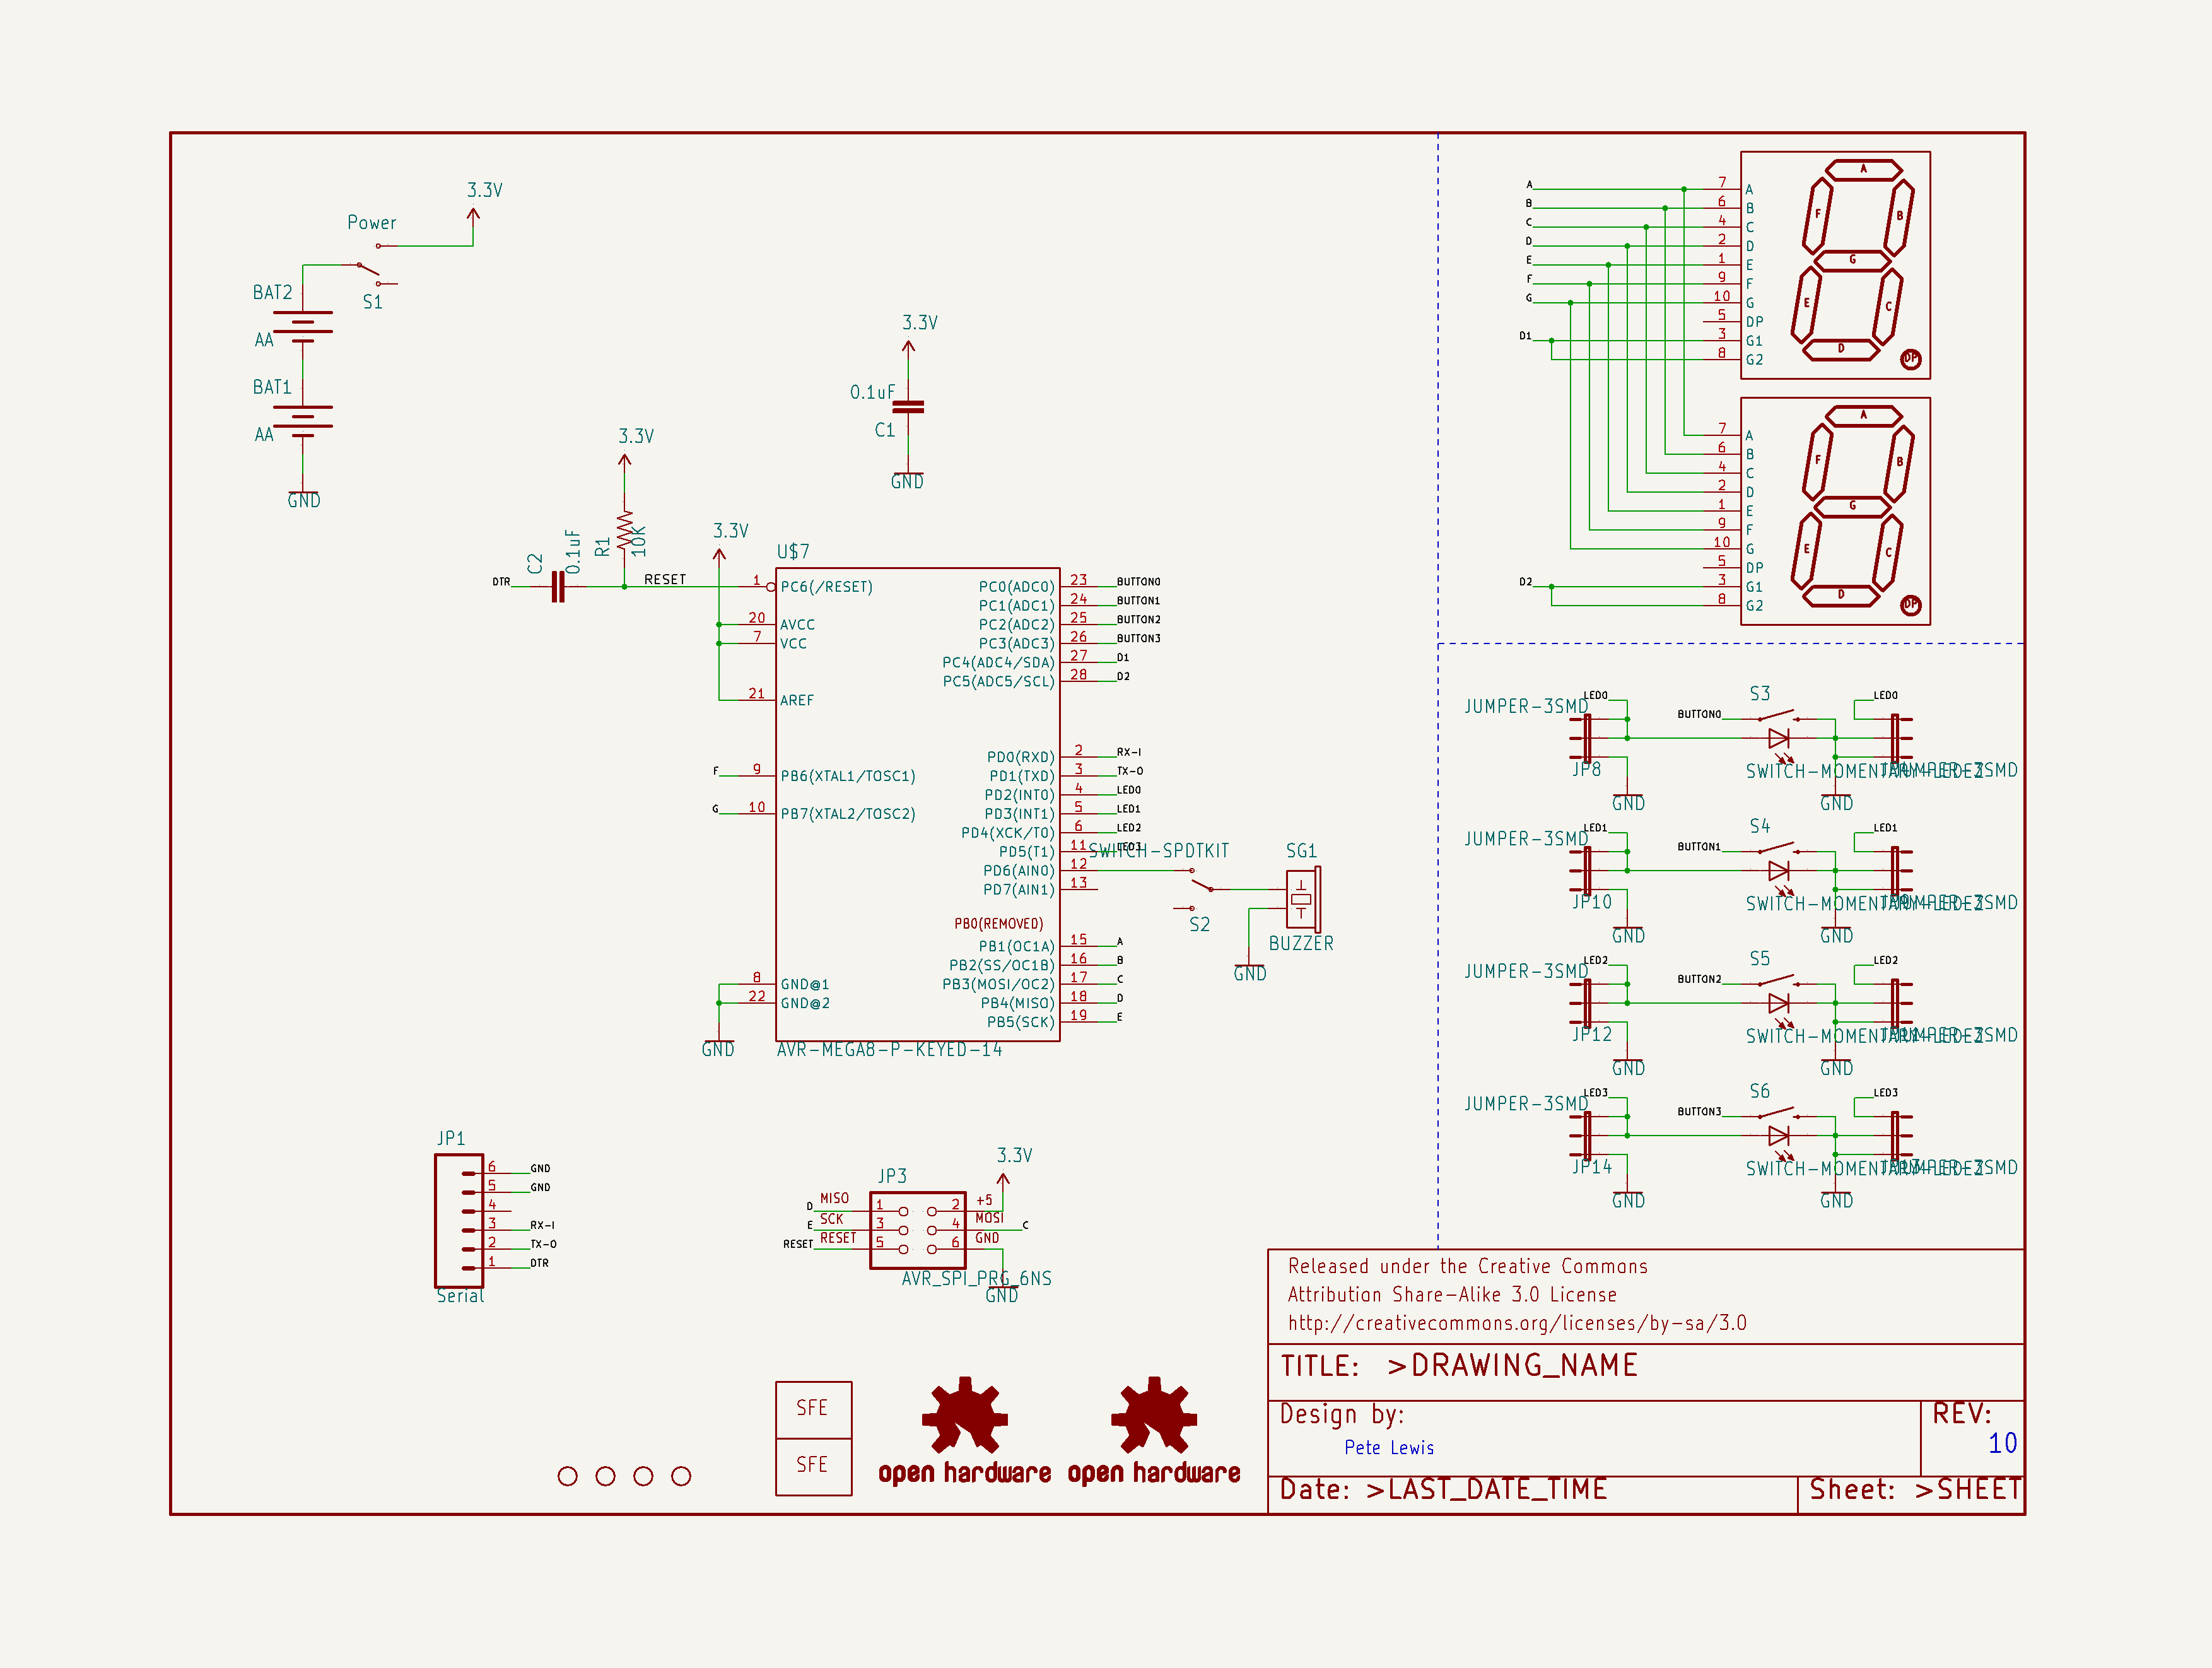 3.3V
Power
S1
BAT2
AA
BAT1
AA
GND
3.3V
0.1uF
C1
GND
3.3V
R1
10K
C2
0.1uF
DTR
RESET
3.3V
U$7
1 PC6(/RESET)
20 AVCC
7 VCC
21 AREF
F 9 PB6(XTAL1/TOSC1)
G 10 PB7(XTAL2/TOSC2)
8 GND@1
22 GND@2
GND
PC0(ADC0) 23 BUTTON0
PC1(ADC1) 24 BUTTON1
PC2(ADC2) 25 BUTTON2
PC3(ADC3) 26 BUTTON3
PC4(ADC4/SDA) 27 D1
PC5(ADC5/SCL) 28 D2
PD0(RXD) 2 RX-I
PD1(TXD) 3 TX-O
PD2(INT0) 4 LED0
PD3(INT1) 5 LED1
PD4(XCK/T0) 6 LED2
PD5(T1) 11 LED3
PD6(AIN0) 12
PD7(AIN1) 13
PB0(REMOVED)
PB1(OC1A) 15 A
PB2(SS/OC1B) 16 B
PB3(MOSI/OC2) 17 C
PB4(MISO) 18 D
PB5(SCK) 19 E
AVR-MEGA8-P-KEYED-14
SWITCH-SPDTKIT
S2
SG1
BUZZER
GND
A 7 A
B 6 B
C 4 C
D 2 D
E 1 E
F 9 F
G 10 G
5 DP
D1 3 G1
8 G2
A
F
B
G
E
C
D
DP
7 A
6 B
4 C
2 D
1 E
9 F
10 G
5 DP
D2 3 G1
8 G2
A
F
B
G
E
C
D
DP
JUMPER-3SMD
LED0
BUTTON0
S3
LED0
JP8
SWITCH-MOMENTARY-LED2
JUMPER-3SMD
GND
GND
JUMPER-3SMD
LED1
BUTTON1
S4
LED1
JP10
SWITCH-MOMENTARY-LED2
JUMPER-3SMD
GND
GND
JUMPER-3SMD
LED2
BUTTON2
S5
LED2
JP12
SWITCH-MOMENTARY-LED2
JUMPER-3SMD
GND
GND
JUMPER-3SMD
LED3
BUTTON3
S6
LED3
JP14
SWITCH-MOMENTARY-LED2
JUMPER-3SMD
GND
GND
JP1
6 GND
5 GND
4
3 RX-I
2 TX-O
1 DTR
Serial
JP3
3.3V
D MISO 1 2 +5
E SCK 3 4 MOSI C
RESET RESET 5 6 GND
AVR_SPI_PRG_6NS
GND
SFE
SFE
open hardware
open hardware
Released under the Creative Commons
Attribution Share-Alike 3.0 License
http://creativecommons.org/licenses/by-sa/3.0
TITLE: >DRAWING_NAME
Design by:
Pete Lewis
REV:
10
Date: >LAST_DATE_TIME
Sheet: >SHEET